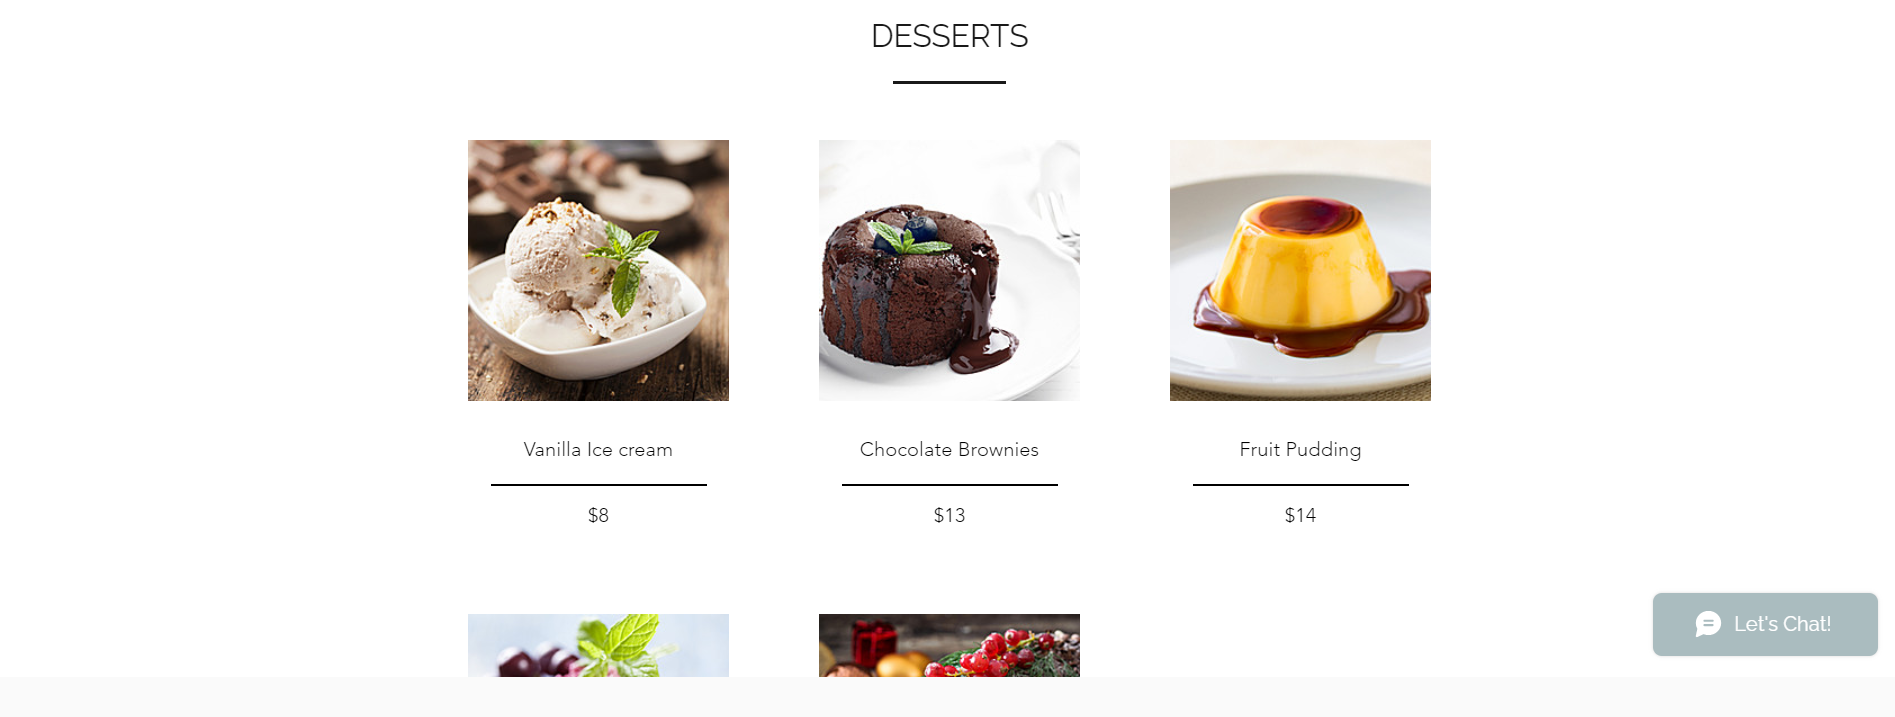 DESSERTS
Vanilla Ice cream
Chocolate Brownies
Fruit Pudding
$8
$13
$14
Let's Chat!